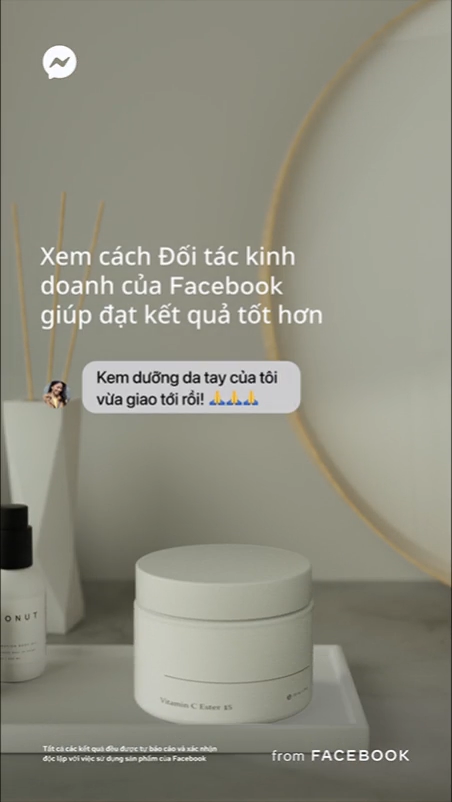 Xem cách Đối tác kinh
doanh của Facebook
giúp đạt kết quả tốt hơn
Kem dưỡng da tay của tôi
vừa giao tới rồi! 🙏🙏🙏
ONUT
Vitamin C Ester 15
Tất cả các kết quả đều được tự báo cáo và xác nhận
độc lập với việc sử dụng sản phẩm của Facebook
from FACEBOOK